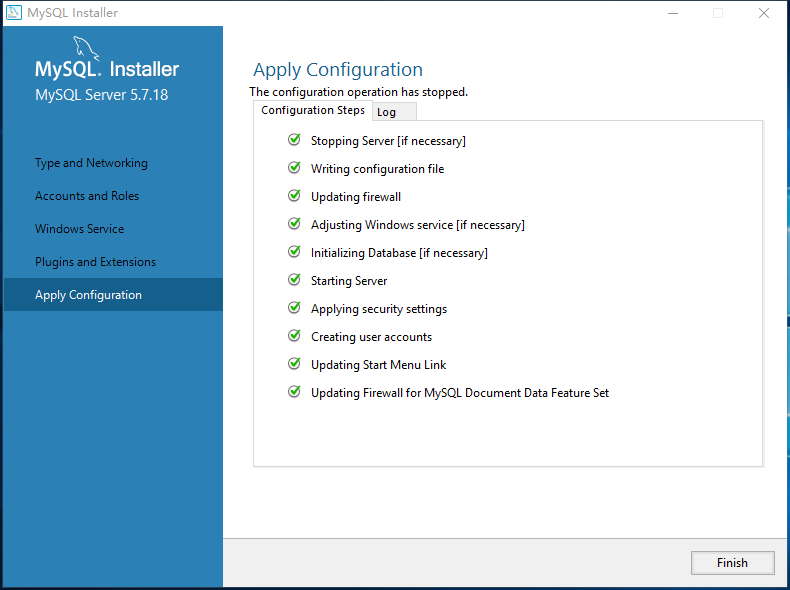 MySQL Installer
MySQL. Installer
MySQL Server 5.7.18
Type and Networking
Accounts and Roles
Windows Service
Plugins and Extensions
Apply Configuration
Apply Configuration
The configuration operation has stopped.
Configuration Steps
Log
Stopping Server [if necessary]
Writing configuration file
Updating firewall
Adjusting Windows service [if necessary]
Initializing Database [if necessary]
Starting Server
Applying security settings
Creating user accounts
Updating Start Menu Link
Updating Firewall for MySQL Document Data Feature Set
Finish